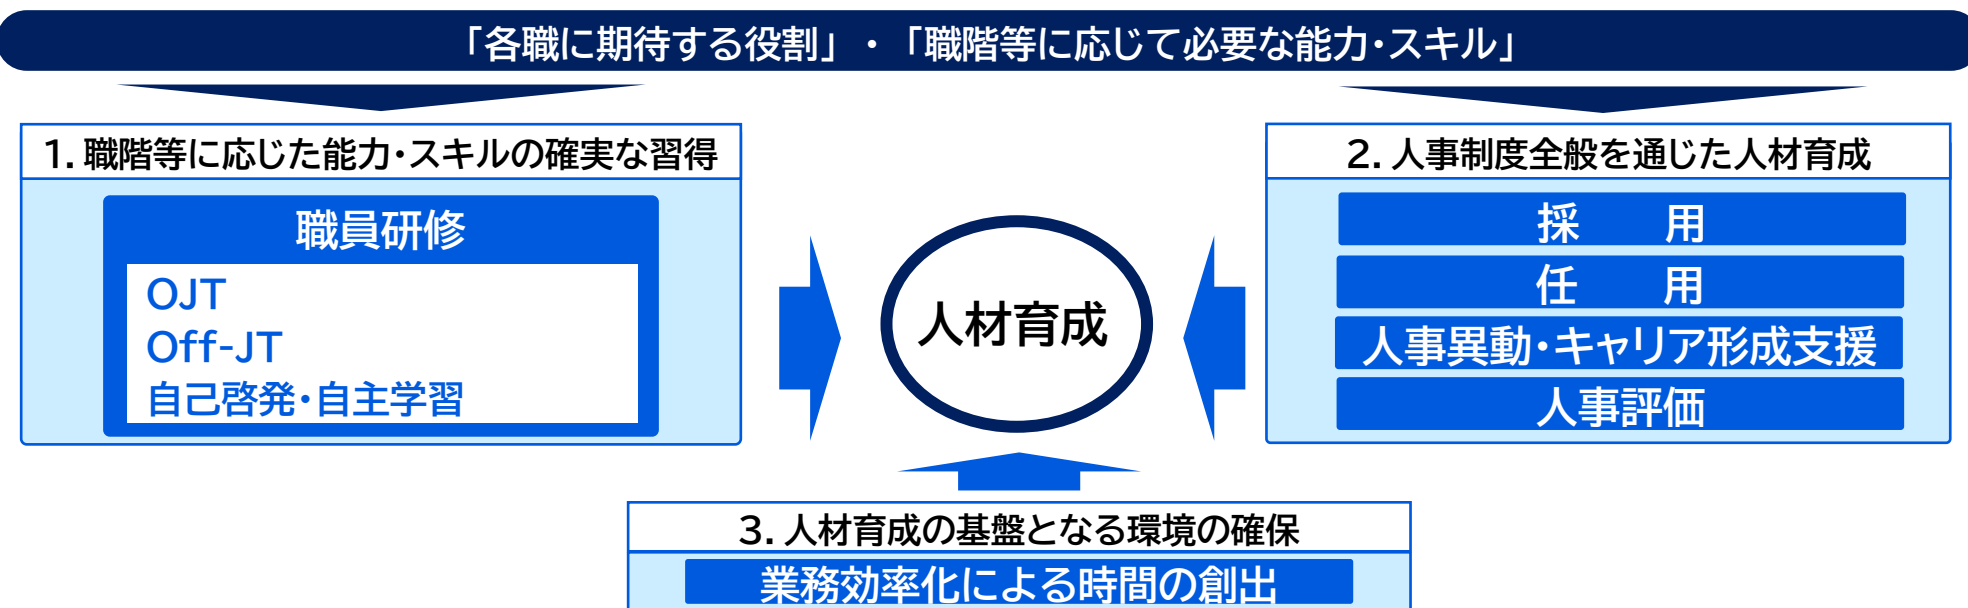 「各職に期待する役割」・「職階等に応じて必要な能力・スキル」
1. 職階等に応じた能力・スキルの確実な習得
職員研修
OJT
Off-JT
自己啓発・自主学習
人材育成
2. 人事制度全般を通じた人材育成
採　用
任　用
人事異動・キャリア形成支援
人事評価
3. 人材育成の基盤となる環境の確保
業務効率化による時間の創出